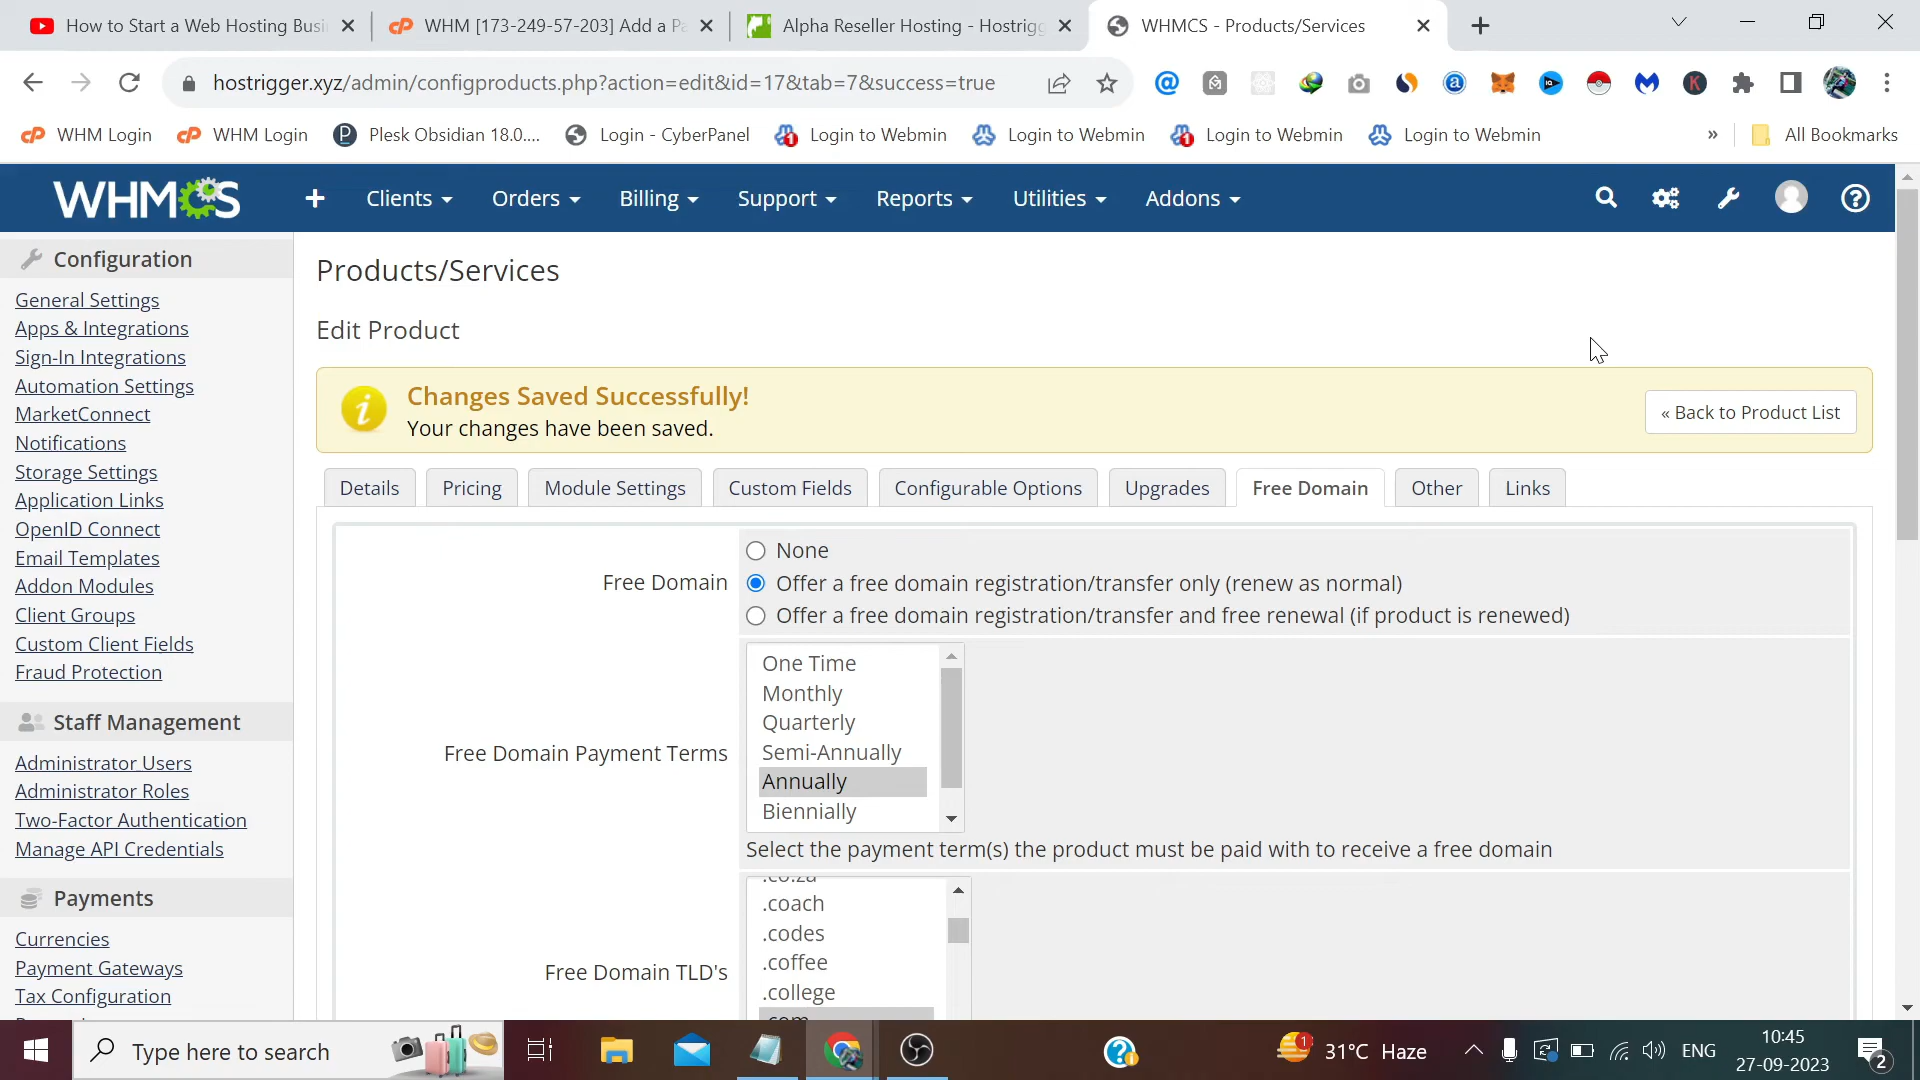 How to Start a Web Hosting Busi
WHM [173-249-57-203] Add a Pa
Alpha Reseller Hosting - Hostrigg
WHMCS - Products/Services
hostrigger.xyz/admin/configproducts.php?action=edit&id=17&tab=7&success=true
WHM Login
WHM Login
Plesk Obsidian 18.0....
Login - CyberPanel
Login to Webmin
Login to Webmin
Login to Webmin
Login to Webmin
»
All Bookmarks
WHMCS
Clients
Orders
Billing
Support
Reports
Utilities
Addons
Configuration
General Settings
Apps & Integrations
Sign-In Integrations
Automation Settings
MarketConnect
Notifications
Storage Settings
Application Links
OpenID Connect
Email Templates
Addon Modules
Client Groups
Custom Client Fields
Fraud Protection
Staff Management
Administrator Users
Administrator Roles
Two-Factor Authentication
Manage API Credentials
Payments
Currencies
Payment Gateways
Tax Configuration
Products/Services
Edit Product
Changes Saved Successfully!
Your changes have been saved.
« Back to Product List
Details
Pricing
Module Settings
Custom Fields
Configurable Options
Upgrades
Free Domain
Other
Links
Free Domain
None
Offer a free domain registration/transfer only (renew as normal)
Offer a free domain registration/transfer and free renewal (if product is renewed)
Free Domain Payment Terms
One Time
Monthly
Quarterly
Semi-Annually
Annually
Biennially
Select the payment term(s) the product must be paid with to receive a free domain
Free Domain TLD's
.co.za
.coach
.codes
.coffee
.college
.com
Type here to search
1
31°C Haze
ENG
10:45
27-09-2023
2